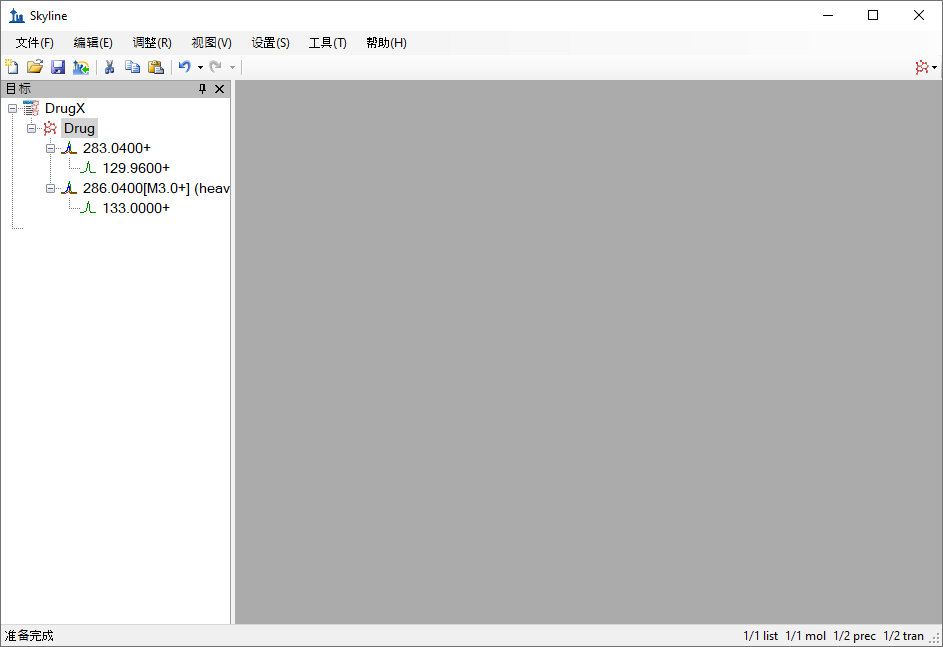 Skyline
文件(F) 编辑(E) 调整(R) 视图(V) 设置(S) 工具(T) 帮助(H)
目标
DrugX
Drug
283.0400+
129.9600+
286.0400[M3.0+] (heav
133.0000+
准备完成 1/1 list 1/1 mol 1/2 prec 1/2 tran